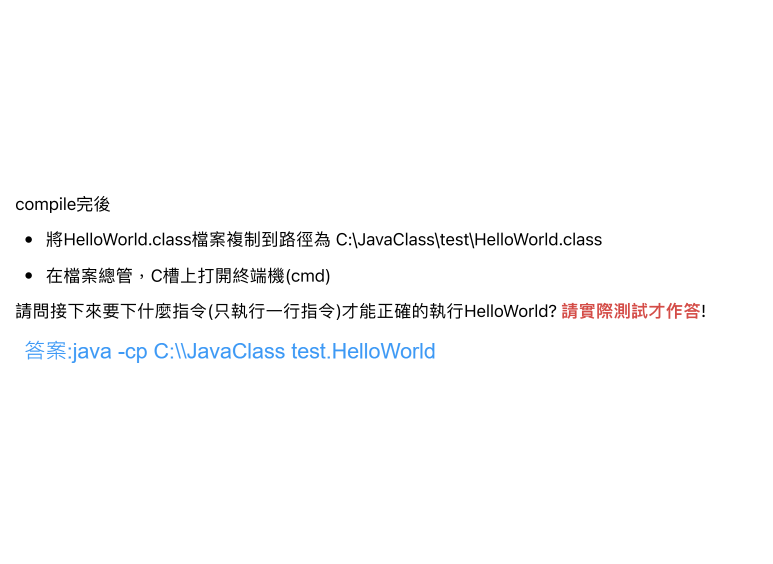 compile完後
• 將HelloWorld.class檔案複制到路徑為 C:\JavaClass\test\HelloWorld.class
• 在檔案總管，C槽上打開終端機(cmd)
請問接下來要下什麼指令(只執行一行指令)才能正確的執行HelloWorld? 請實際測試才作答!
答案:java -cp C:\\JavaClass test.HelloWorld